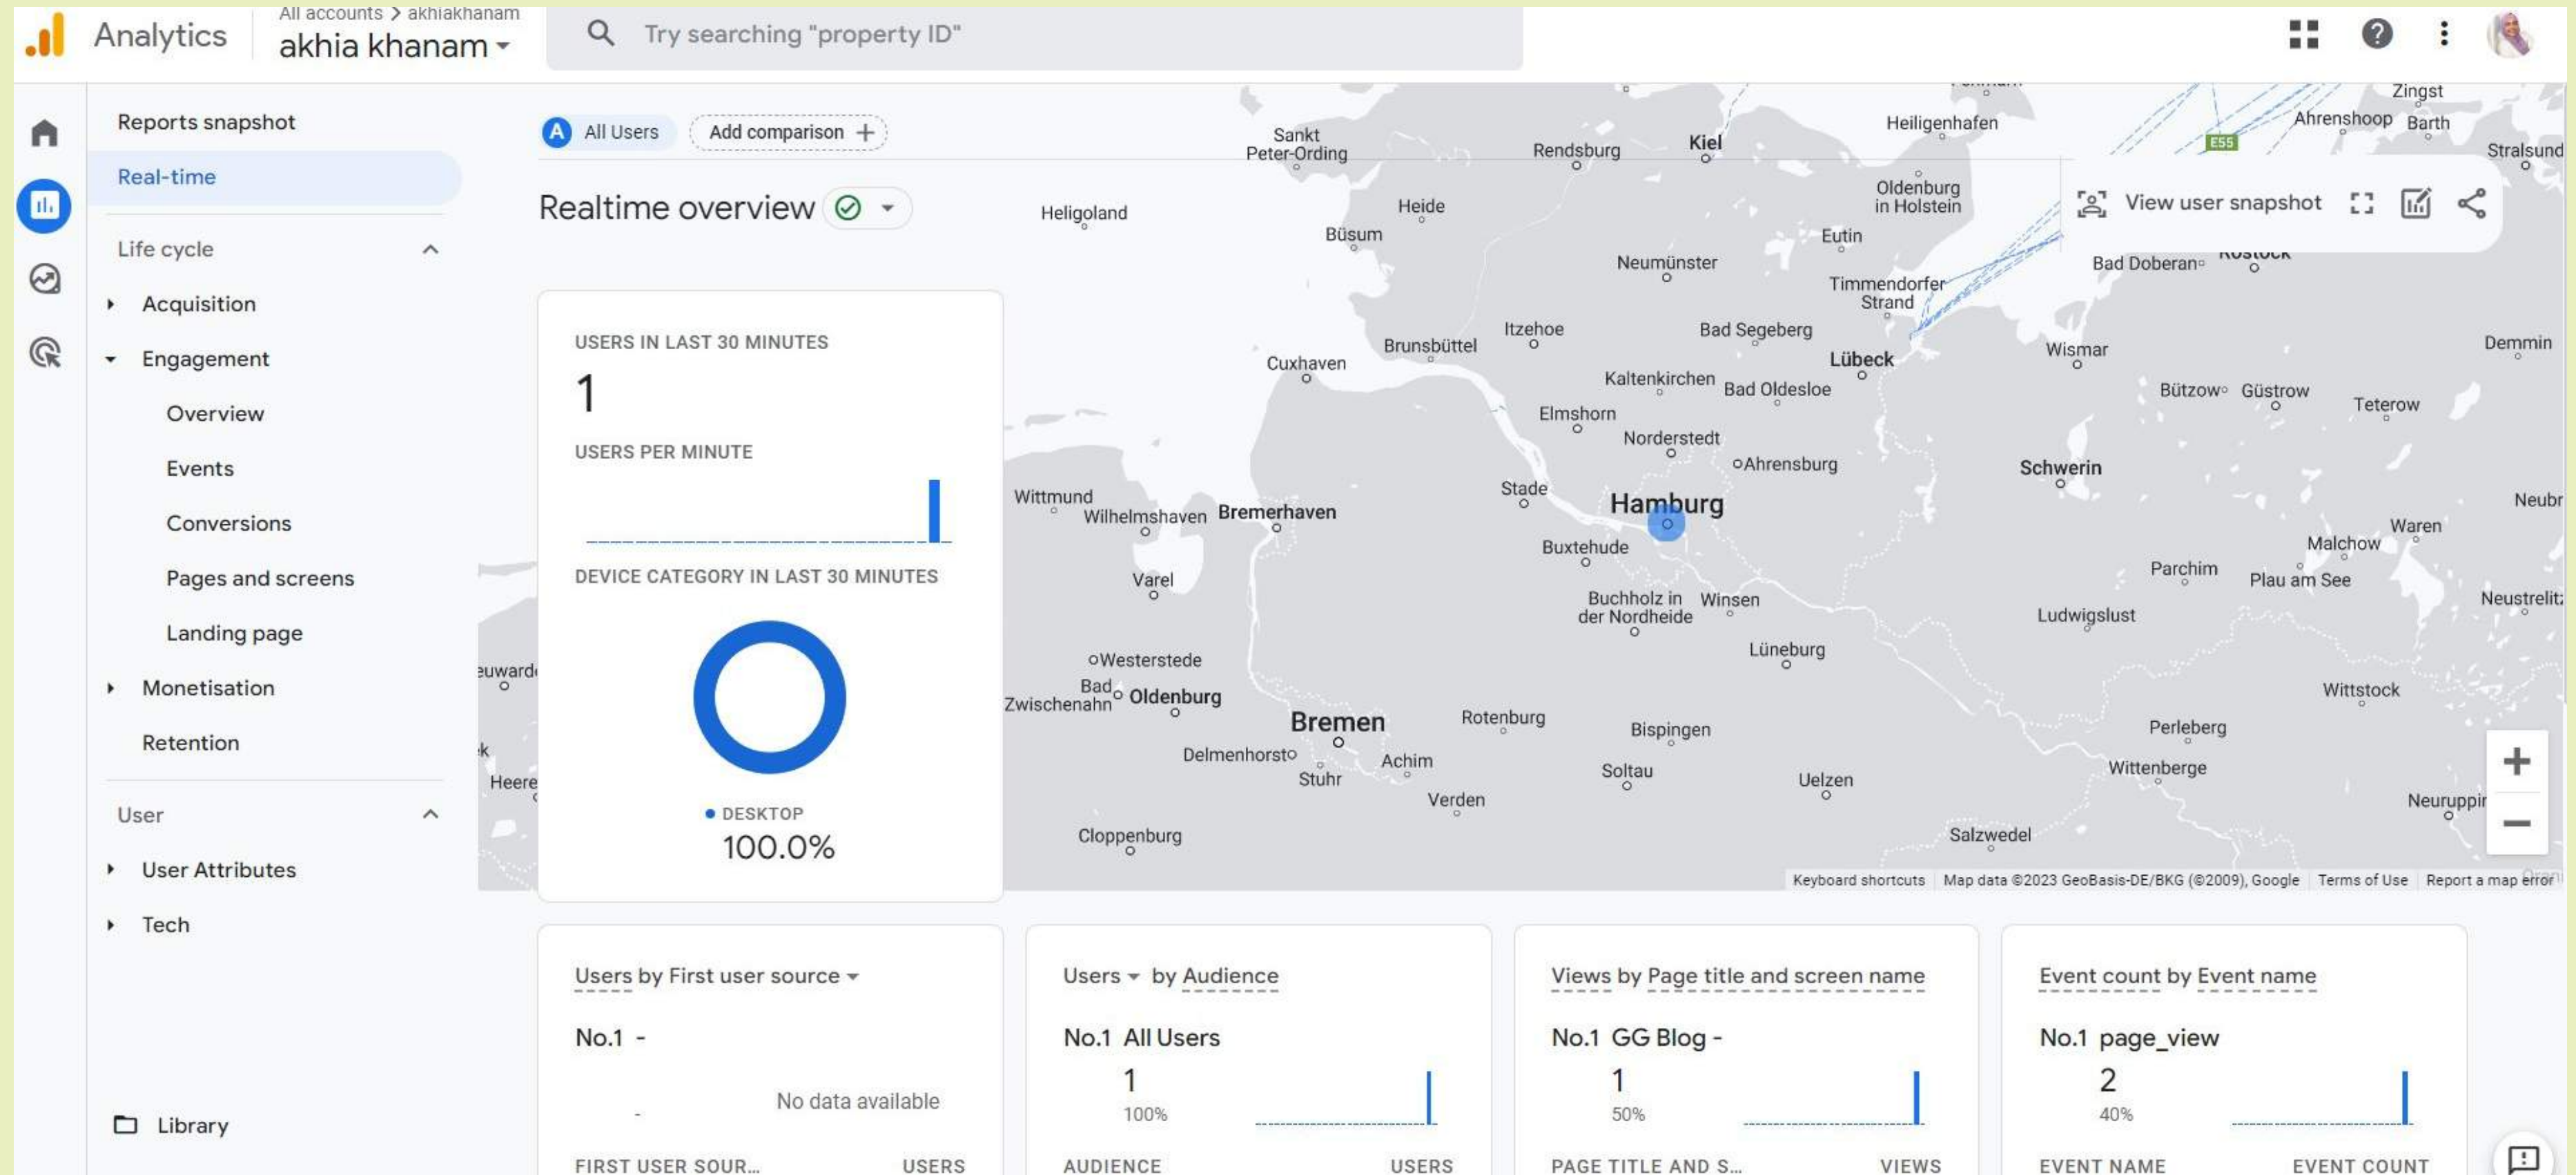 Analytics
All accounts > akhiakhanam
akhia khanam
Try searching "property ID"
Reports snapshot
Real-time
Life cycle
Acquisition
Engagement
Overview
Events
Conversions
Pages and screens
Landing page
Monetisation
Retention
User
User Attributes
Tech
Library
A All Users
Add comparison +
Realtime overview
View user snapshot
USERS IN LAST 30 MINUTES
1
USERS PER MINUTE
DEVICE CATEGORY IN LAST 30 MINUTES
DESKTOP
100.0%
Zingst
Ahrenshoop
Barth
Stralsund
E55
Heiligenhafen
Sankt
Peter-Ording
Rendsburg
Kiel
Oldenburg
in Holstein
Heligoland
Heide
Büsum
Eutin
Neumünster
Bad Doberan
Rostock
Timmendorfer
Strand
Itzehoe
Bad Segeberg
Brunsbüttel
Demmin
Wismar
Lübeck
Cuxhaven
Kaltenkirchen
Bad Oldesloe
Bützow
Güstrow
Teterow
Elmshorn
Norderstedt
Ahrensburg
Schwerin
Stade
Wittmund
Hamburg
Neubr
Wilhelmshaven
Bremerhaven
Waren
Buxtehude
Malchow
Parchim
Plau am See
Varel
Buchholz in
der Nordheide
Winsen
Neustrelitz
Ludwigslust
Lüneburg
Westerstede
euwarde
Bad
Zwischenahn
Oldenburg
Wittstock
Bremen
Rotenburg
Bispingen
Perleberg
k
Delmenhorst
Achim
Stuhr
Soltau
Uelzen
Wittenberge
Heere
Verden
Neuruppin
Cloppenburg
Salzwedel
Keyboard shortcuts Map data ©2023 GeoBasis-DE/BKG (©2009), Google Terms of Use Report a map error
Users by First user source
No.1 -
-
No data available
FIRST USER SOUR... USERS
Users by Audience
No.1 All Users
1
100%
AUDIENCE USERS
Views by Page title and screen name
No.1 GG Blog -
1
50%
PAGE TITLE AND S... VIEWS
Event count by Event name
No.1 page_view
2
40%
EVENT NAME EVENT COUNT